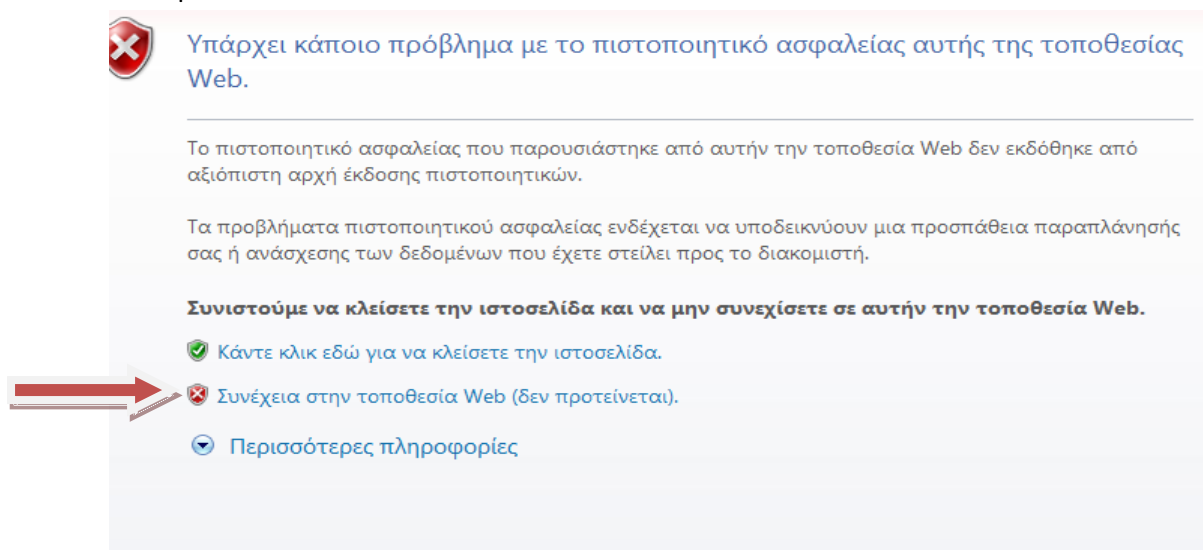 Υπάρχει κάποιο πρόβλημα με το πιστοποιητικό ασφαλείας αυτής της τοποθεσίας
Web.
Το πιστοποιητικό ασφαλείας που παρουσιάστηκε από αυτήν την τοποθεσία Web δεν εκδόθηκε από
αξιόπιστη αρχή έκδοσης πιστοποιητικών.
Τα προβλήματα πιστοποιητικού ασφαλείας ενδέχεται να υποδεικνύουν μια προσπάθεια παραπλάνησής
σας ή ανάσχεσης των δεδομένων που έχετε στείλει προς το διακομιστή.
Συνιστούμε να κλείσετε την ιστοσελίδα και να μην συνεχίσετε σε αυτήν την τοποθεσία Web.
Κάντε κλικ εδώ για να κλείσετε την ιστοσελίδα.
Συνέχεια στην τοποθεσία Web (δεν προτείνεται).
Περισσότερες πληροφορίες